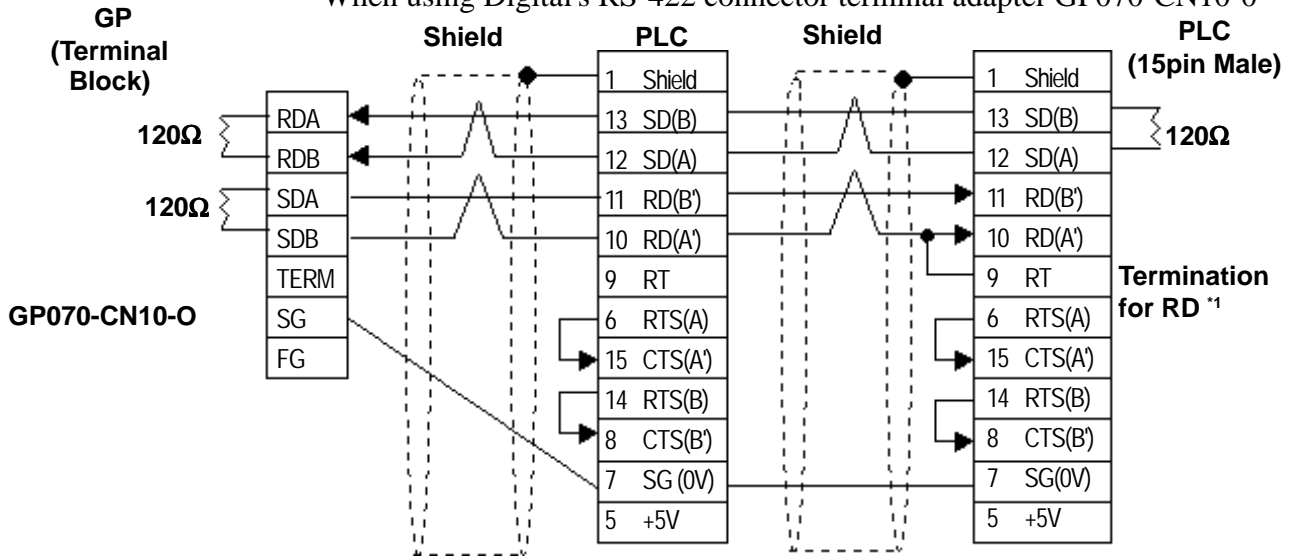 When using Digital's RS-422 connector terminal adapter GP070-CN10-0
GP
(Terminal
Block)
Shield
PLC
Shield
PLC
(15pin Male)
120Ω
120Ω
RDA
RDB
SDA
SDB
TERM
SG
FG
GP070-CN10-O
1 Shield
13 SD(B)
12 SD(A)
11 RD(B')
10 RD(A')
9 RT
6 RTS(A)
15 CTS(A')
14 RTS(B)
8 CTS(B')
7 SG (0V)
5 +5V
1 Shield
13 SD(B)
12 SD(A)
11 RD(B')
10 RD(A')
9 RT
6 RTS(A)
15 CTS(A')
14 RTS(B)
8 CTS(B')
7 SG(0V)
5 +5V
120Ω
Termination
for RD *1